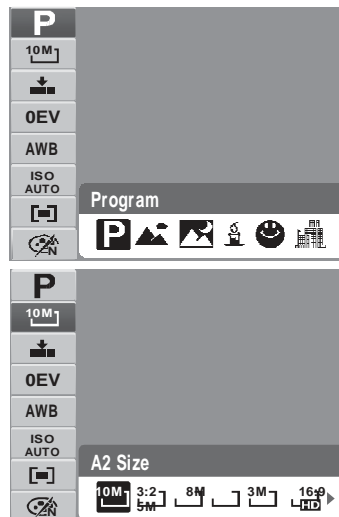 P
10M
0EV
AWB
ISO
AUTO
N
Program
P
P
10M
0EV
AWB
ISO
AUTO
N
A2 Size
10M 3:2 8M 3M 16:9
5M HD